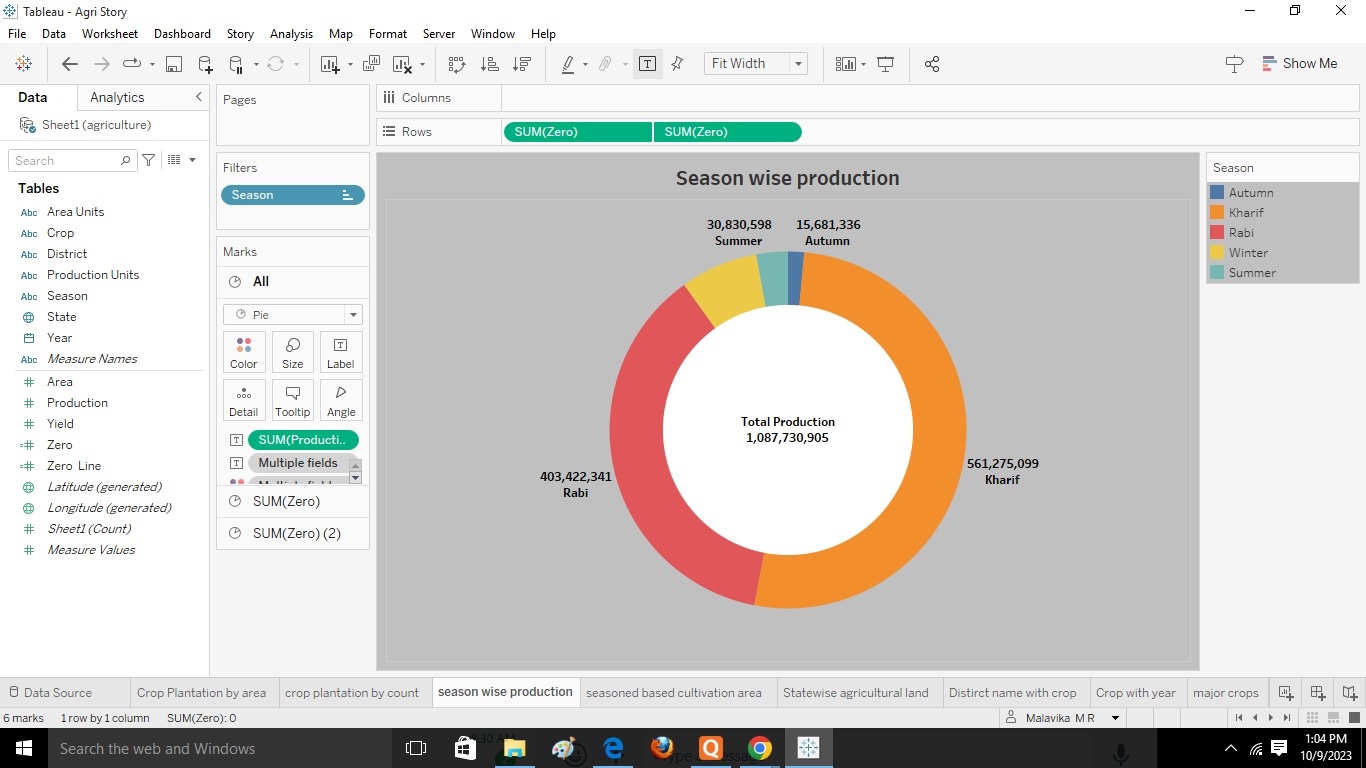 Tableau - Agri Story
File Data Worksheet Dashboard Story Analysis Map Format Server Window Help
Fit Width
Show Me
Data Analytics
Sheet1 (agriculture)
Search
Tables
Abc Area Units
Abc Crop
Abc District
Abc Production Units
Abc Season
State
Year
Abc Measure Names
# Area
# Production
# Yield
=# Zero
=# Zero Line
Latitude (generated)
Longitude (generated)
# Sheet1 (Count)
# Measure Values
Pages
Filters
Season
Marks
All
Pie
Color Size Label
Detail Tooltip Angle
SUM(Producti..
Multiple fields
SUM(Zero)
SUM(Zero) (2)
Columns
Rows SUM(Zero) SUM(Zero)
Season wise production
30,830,598
Summer
15,681,336
Autumn
Total Production
1,087,730,905
403,422,341
Rabi
561,275,099
Kharif
Season
Autumn
Kharif
Rabi
Winter
Summer
Data Source Crop Plantation by area crop plantation by count season wise production seasoned based cultivation area Statewise agricultural land Distirct name with crop Crop with year major crops
6 marks 1 row by 1 column SUM(Zero): 0 Malavika M R
Search the web and Windows
1:04 PM
10/9/2023